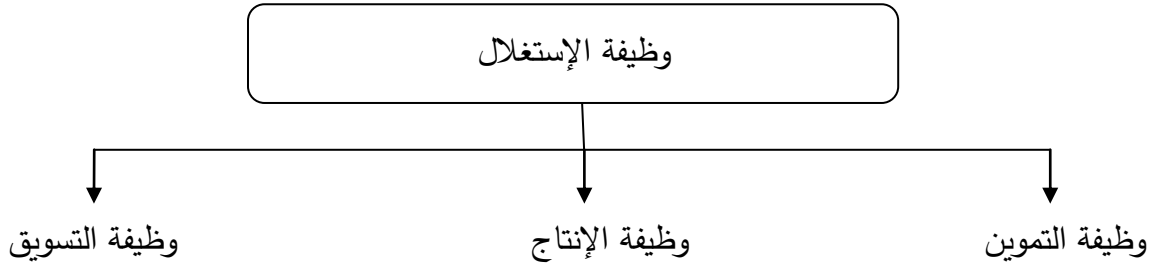 وظيفة الإستغلال
وظيفة التموين
وظيفة الإنتاج
وظيفة التسويق